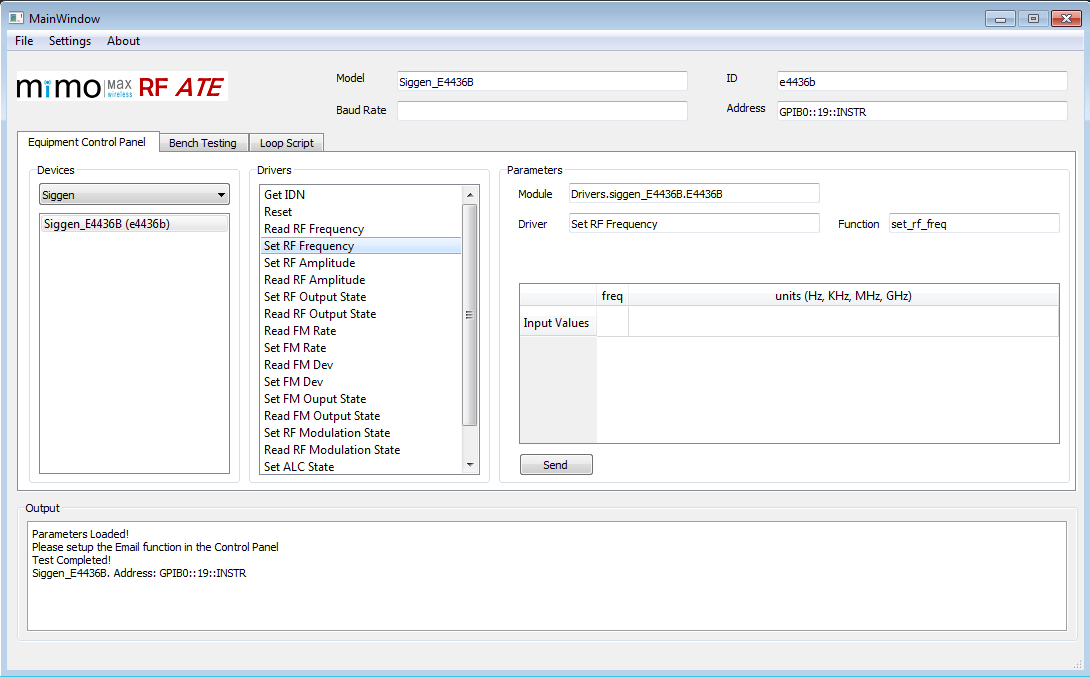 MainWindow
File Settings About
mimo MAX wireless RF ATE
Model Siggen_E4436B ID e4436b
Baud Rate Address GPIB0::19::INSTR
Equipment Control Panel Bench Testing Loop Script
Devices
Siggen
Siggen_E4436B (e4436b)
Drivers
Get IDN
Reset
Read RF Frequency
Set RF Frequency
Set RF Amplitude
Read RF Amplitude
Set RF Output State
Read RF Output State
Read FM Rate
Set FM Rate
Read FM Dev
Set FM Dev
Set FM Ouput State
Read FM Output State
Set RF Modulation State
Read RF Modulation State
Set ALC State
Parameters
Module Drivers.siggen_E4436B.E4436B
Driver Set RF Frequency Function set_rf_freq
freq units (Hz, KHz, MHz, GHz)
Input Values
Send
Output
Parameters Loaded!
Please setup the Email function in the Control Panel
Test Completed!
Siggen_E4436B. Address: GPIB0::19::INSTR